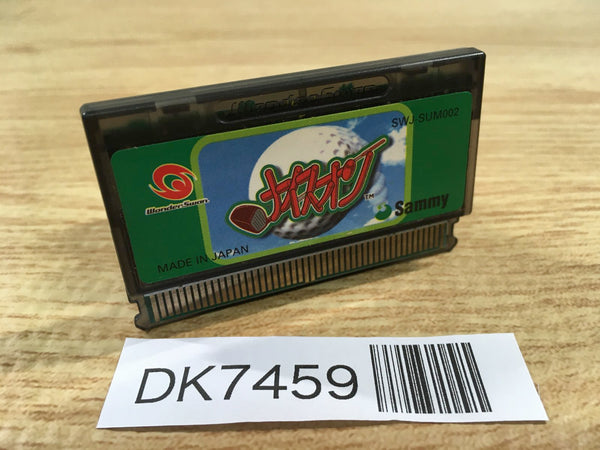 WonderSwan
SWJ-SUM002
WonderSwan
ナイスオン
TM
Sammy
MADE IN JAPAN
DK7459